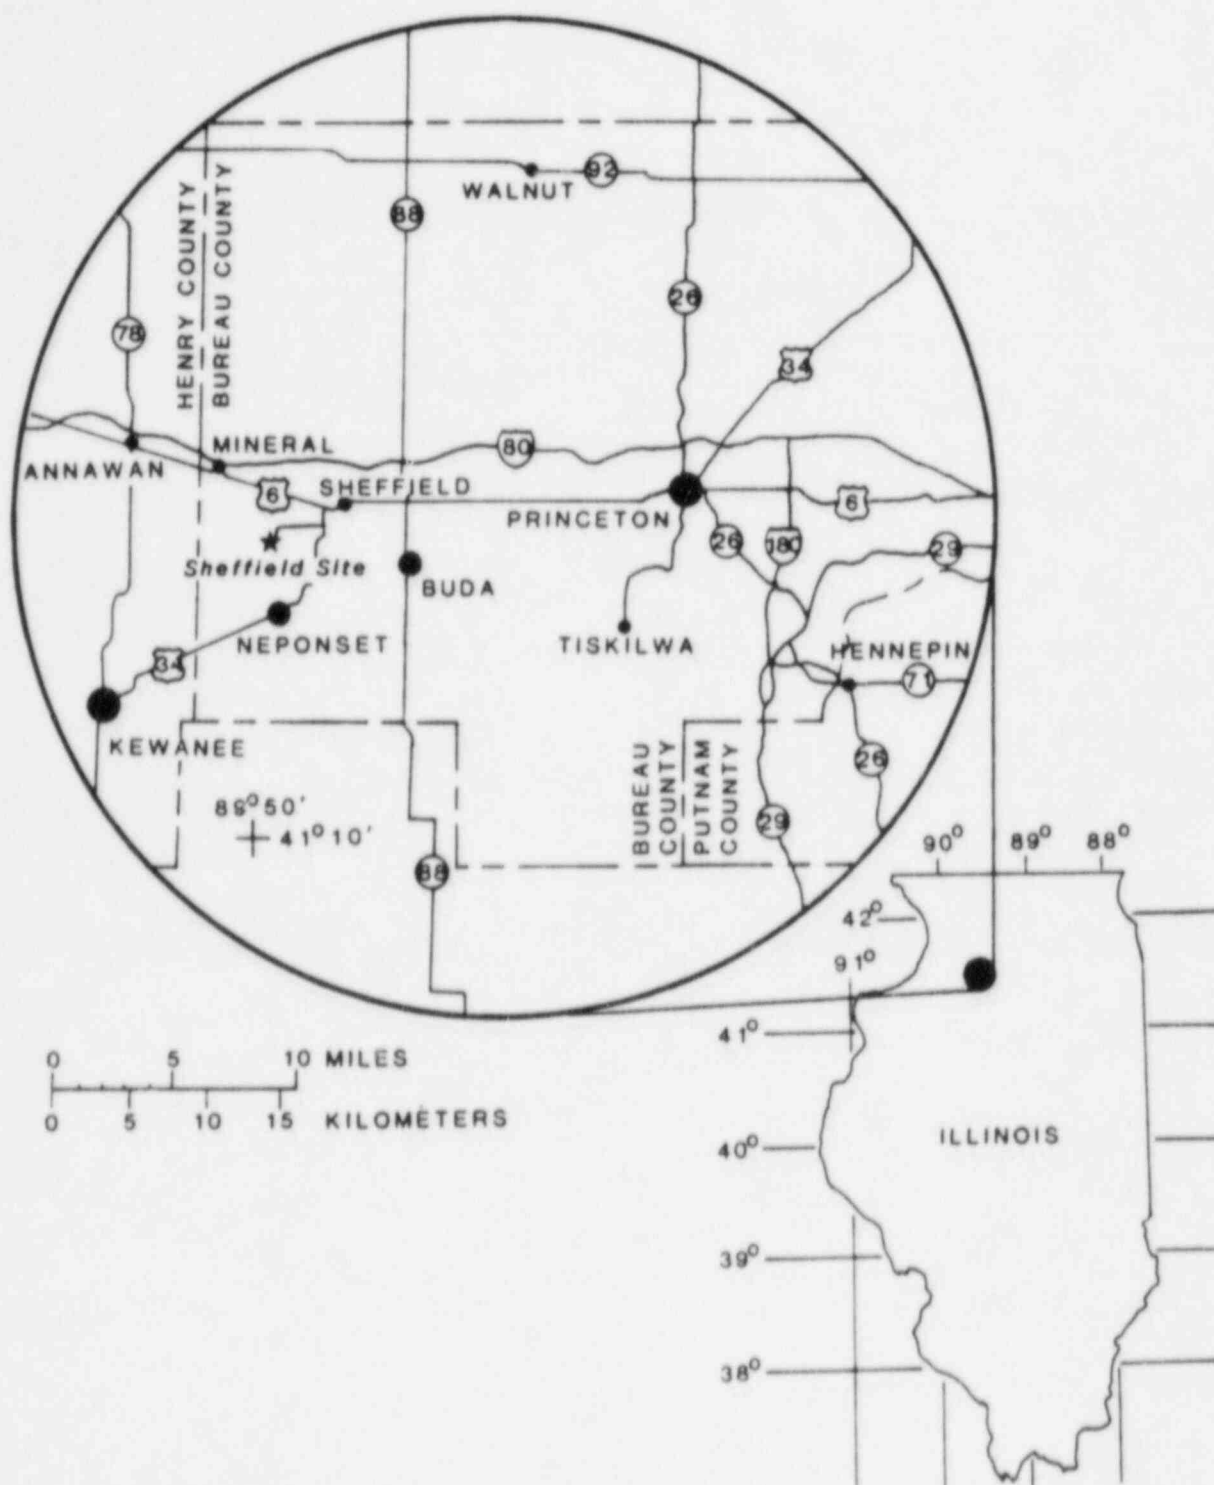 WALNUT
92
88
HENRY COUNTY
BUREAU COUNTY
26
78
34
MINERAL
80
ANNAWAN
6
SHEFFIELD
PRINCETON
6
Sheffield Site
26
180
29
BUDA
NEPONSET
TISKILWA
HENNEPIN
34
71
KEWANEE
BUREAU
COUNTY
PUTNAM
COUNTY
26
89° 50'
41° 10'
29
88
90°
89°
88°
42°
91°
41°
0 5 10 MILES
0 5 10 15 KILOMETERS
ILLINOIS
40°
39°
38°